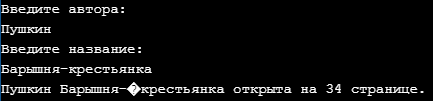 Введите автора:
Пушкин
Введите название:
Барышня-крестьянка
Пушкин Барышня-�крестьянка открыта на 34 странице.